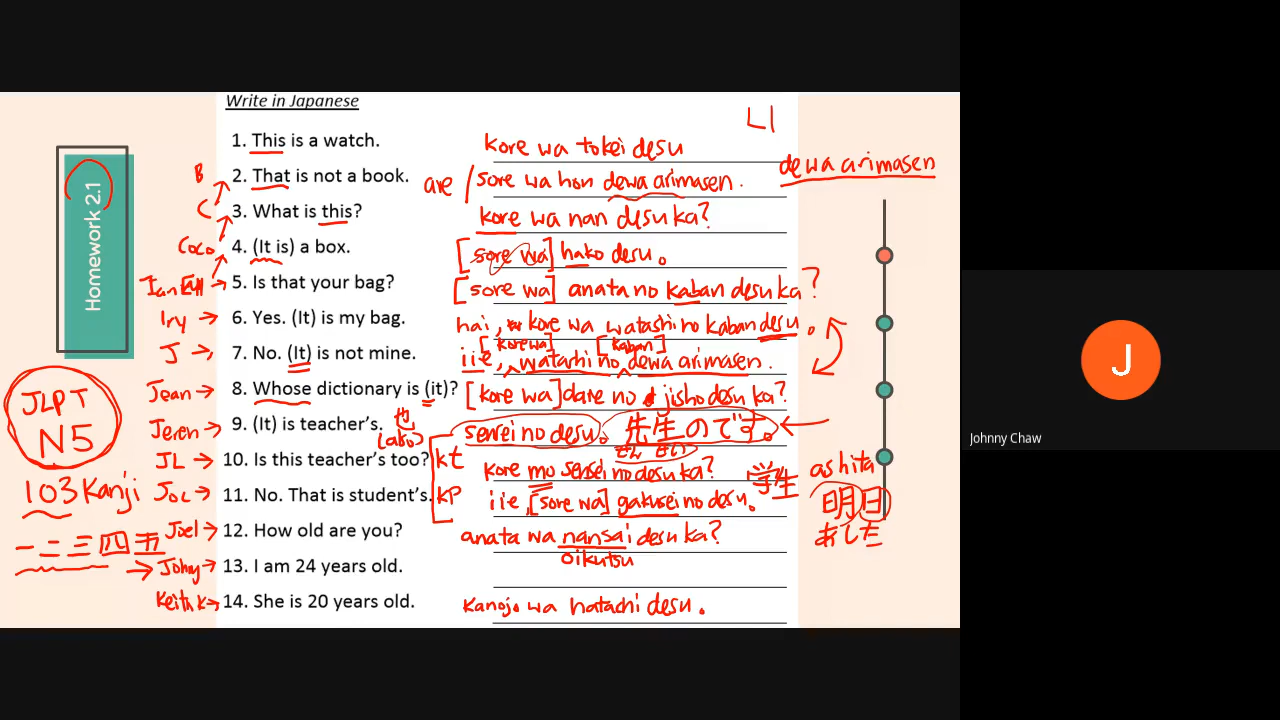 Write in Japanese
L1
Homework 2.1
1. This is a watch. kore wa tokei desu
dewa arimasen
B
2. That is not a book. are / sore wa hon dewa arimasen.
C
3. What is this? kore wa nan desu ka?
Coco
4. (It is) a box. [sore wa] hako desu.
Ian
5. Is that your bag? [sore wa] anata no kaban desu ka?
Iry →
6. Yes. (It) is my bag. hai, kore wa watashi no kaban desu.
[korewa] [kaban]
J →
7. No. (It) is not mine. iie, watashi no dewa arimasen.
JLPT
N5
Jean →
8. Whose dictionary is (it)? [kore wa] dare no jisho desu ka?
也
(also)
Jeren →
9. (It) is teacher's. sensei no desu. 先生のです。
せん せい
103 Kanji
JL →
10. Is this teacher's too? kt kore mo sensei no desu ka?
学生
ashita
明日
あした
Joc →
11. No. That is student's. kp iie, [sore wa] gakusei no desu.
一二三四五
Joel →
12. How old are you? anata wa nansai desu ka?
oikutsu
→ Johny →
13. I am 24 years old.
Keith K →
14. She is 20 years old. Kanojo wa hatachi desu.
J
Johnny Chaw